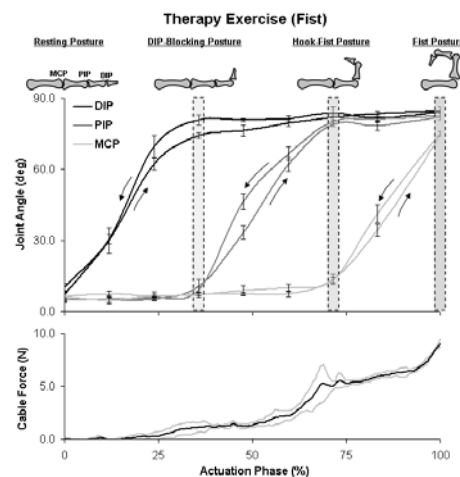 Therapy Exercise (Fist)
Resting Posture DIP-Blocking Posture Hook-Fist Posture Fist Posture
MCP PIP DIP
90.0
DIP
PIP
MCP
60.0
Joint Angle (deg)
30.0
0.0
10.0
Cable Force (N)
5.0
0.0
0 25 50 75 100
Actuation Phase (%)